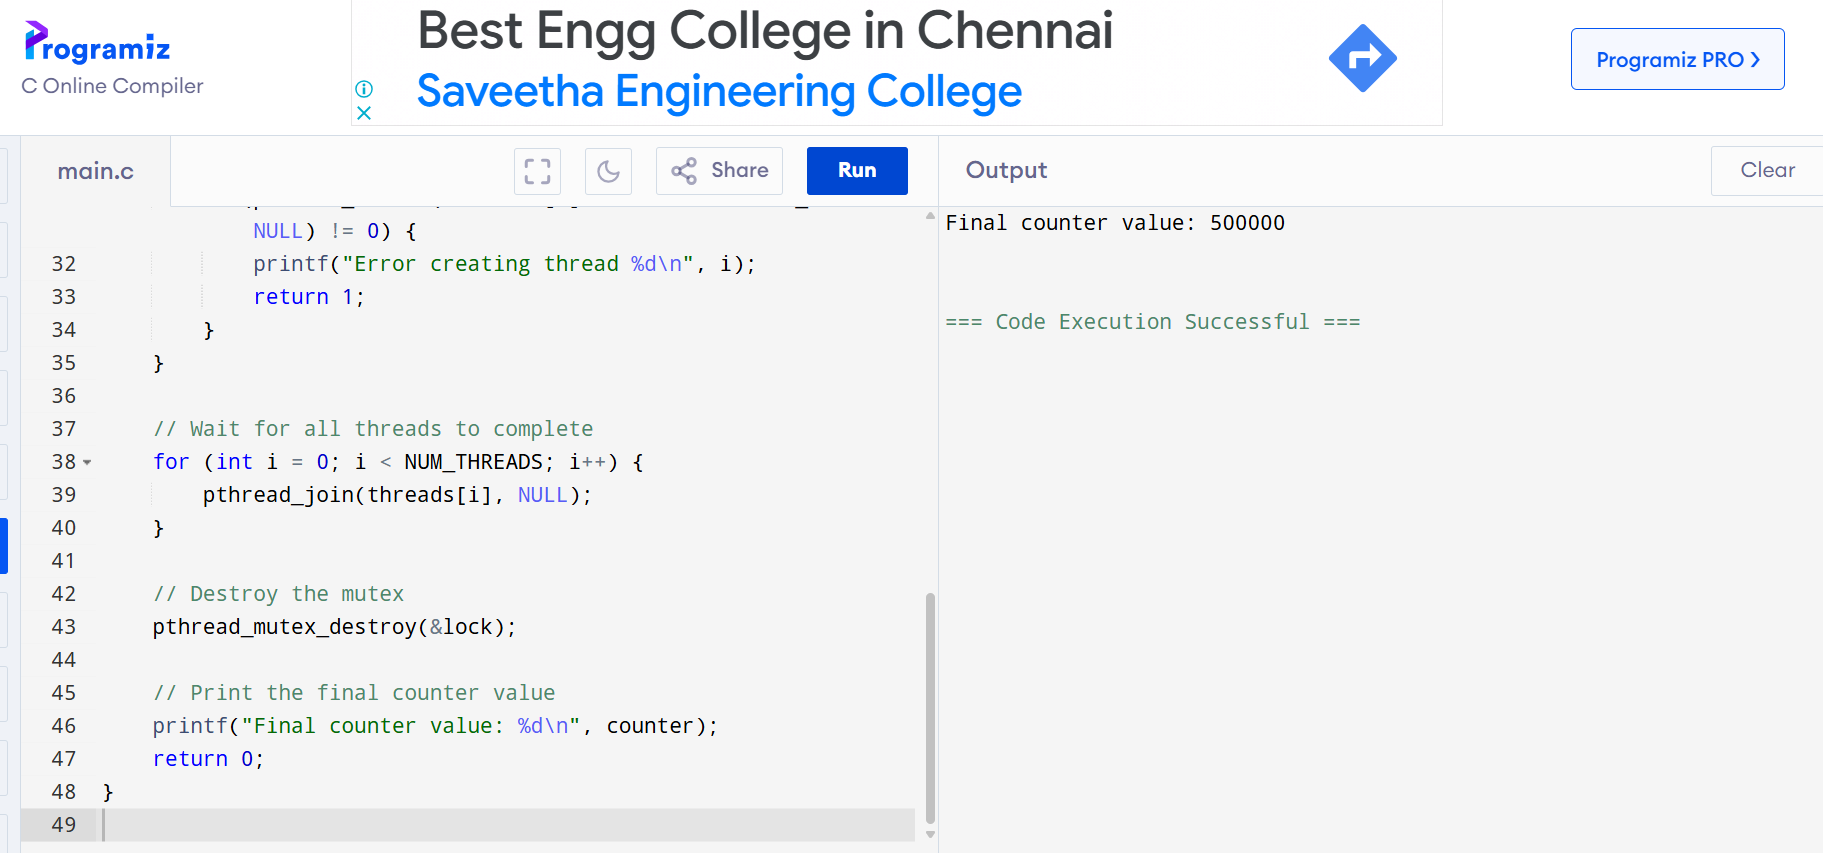 Programiz
C Online Compiler
Best Engg College in Chennai
Saveetha Engineering College
Programiz PRO >
main.c
Share
Run
Output
Clear
NULL) != 0) {
32 printf("Error creating thread %d\n", i);
33 return 1;
34 }
35 }
36
37 // Wait for all threads to complete
38 for (int i = 0; i < NUM_THREADS; i++) {
39 pthread_join(threads[i], NULL);
40 }
41
42 // Destroy the mutex
43 pthread_mutex_destroy(&lock);
44
45 // Print the final counter value
46 printf("Final counter value: %d\n", counter);
47 return 0;
48 }
49
Final counter value: 500000
=== Code Execution Successful ===